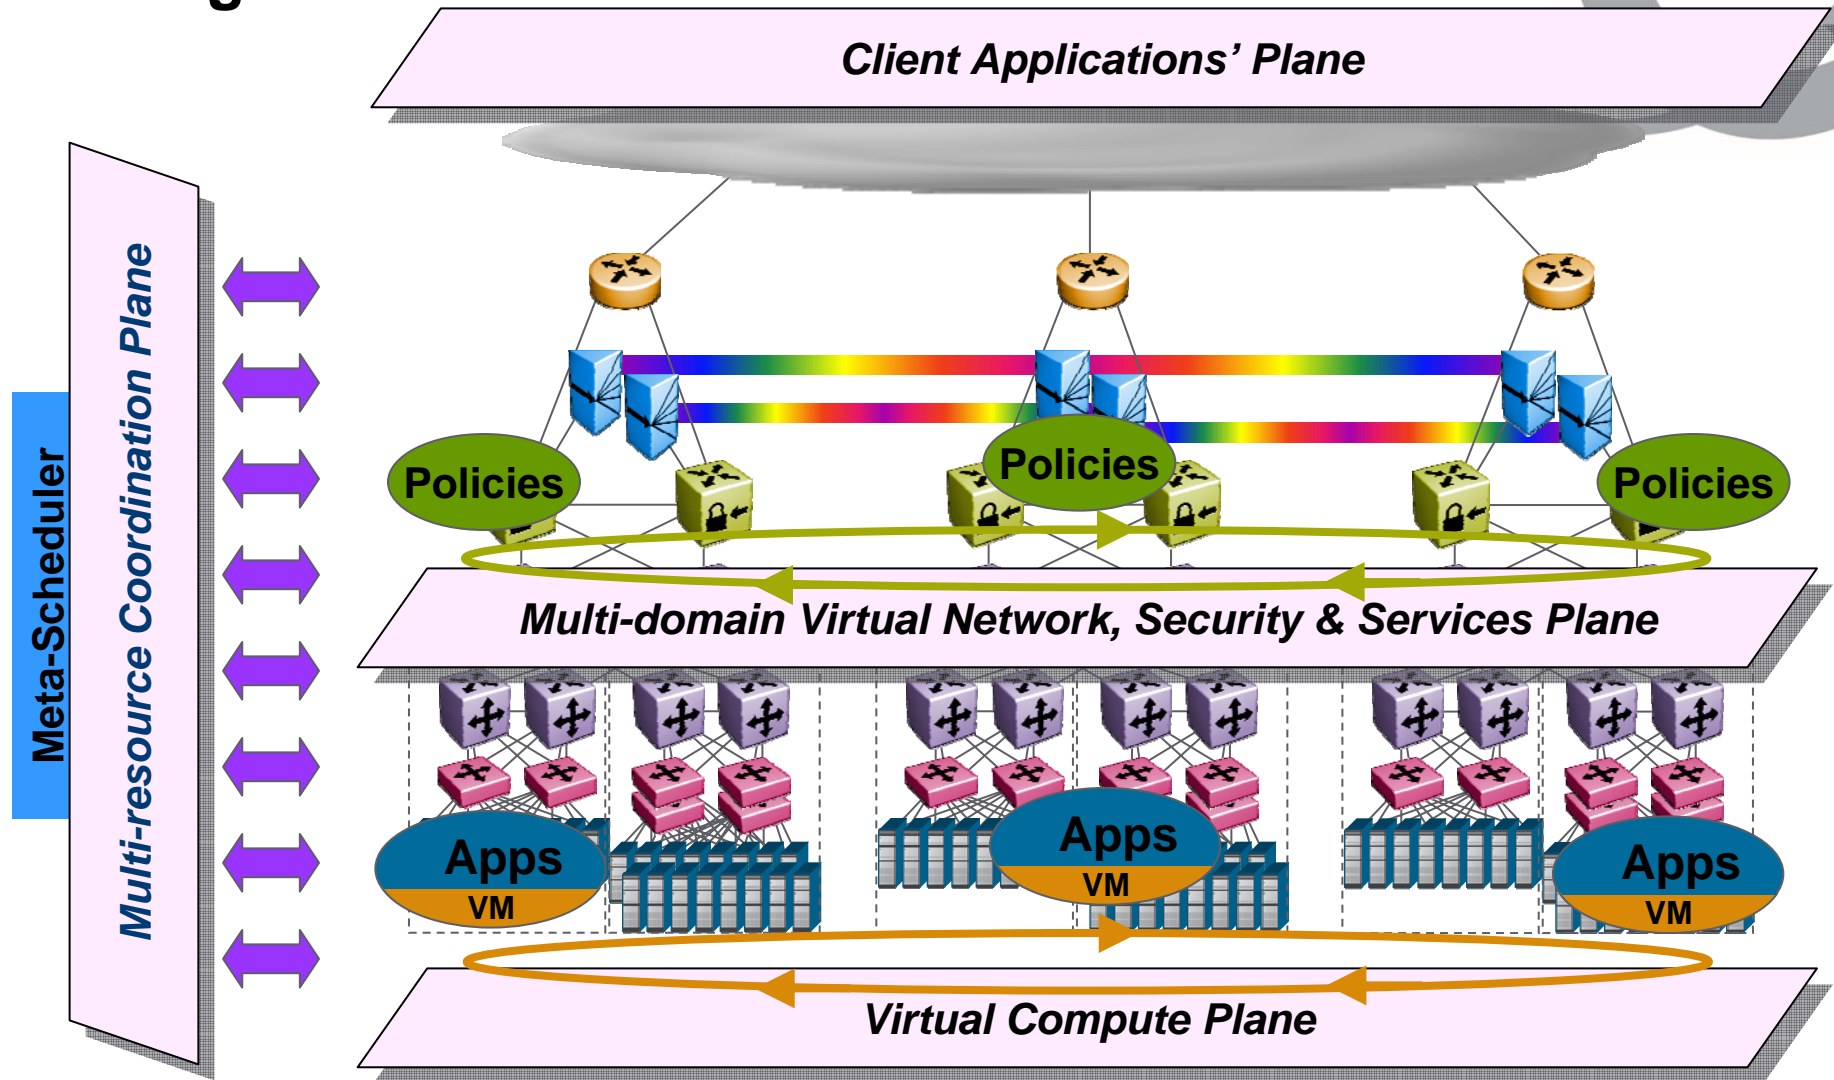 Client Applications’ Plane
Meta-Scheduler
Multi-resource Coordination Plane
Policies
Policies
Policies
Multi-domain Virtual Network, Security & Services Plane
Apps
VM
Apps
VM
Apps
VM
Virtual Compute Plane